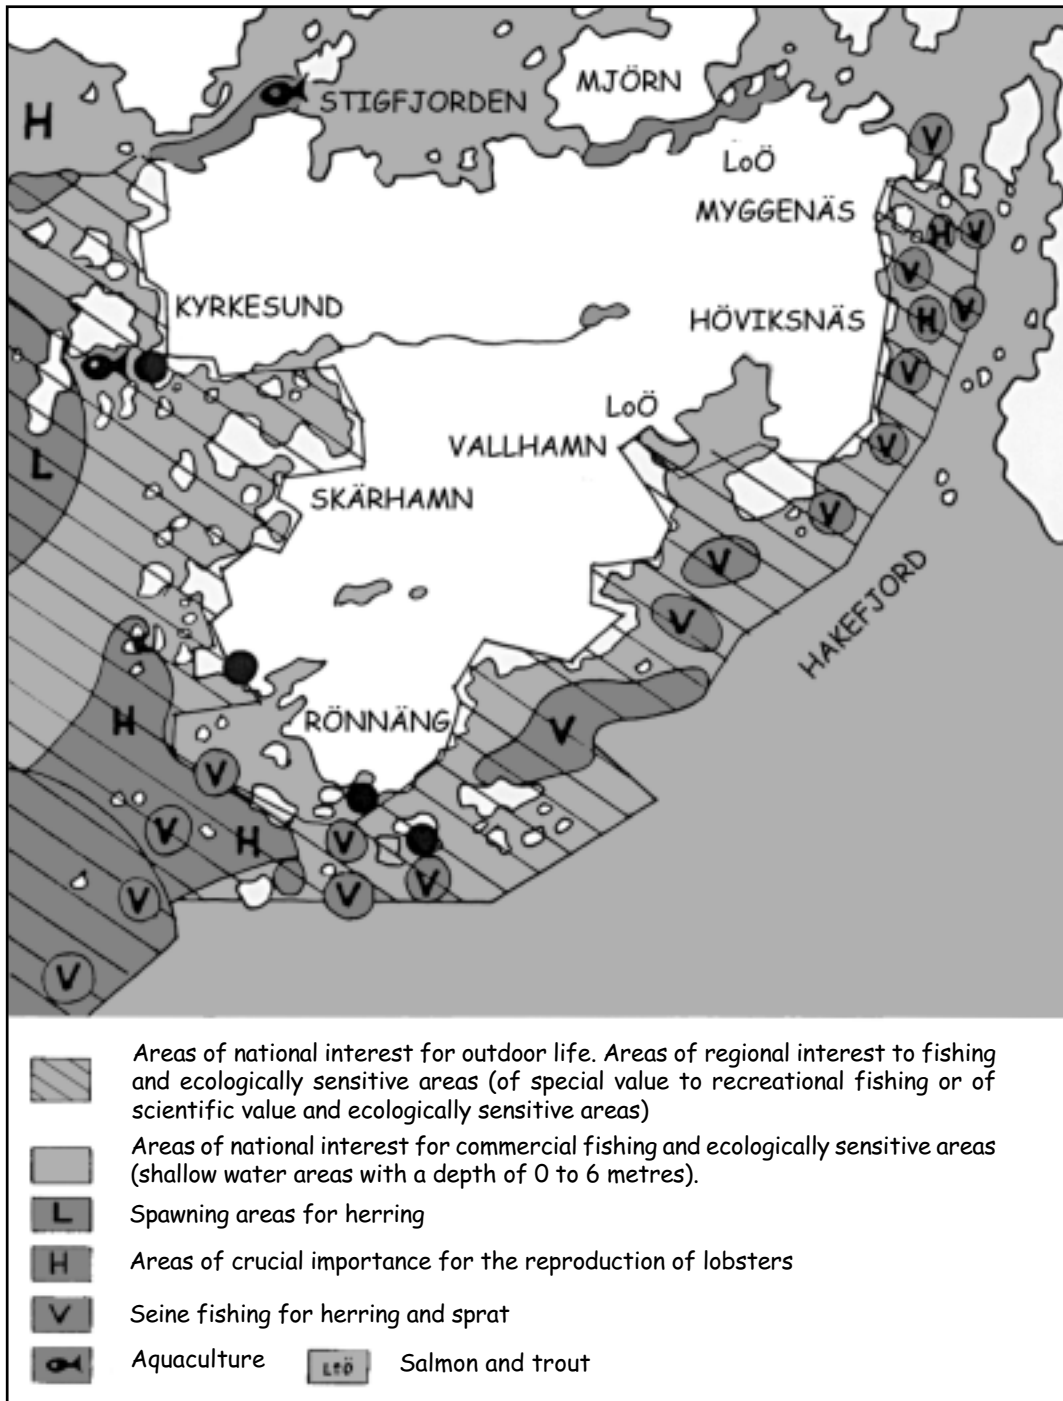 H
STIGFJORDEN
MJÖRN
V
LoÖ
MYGGENÄS
H
V
V
KYRKESUND
HÖVIKSNÄS
H
V
V
LoÖ
VALLHAMN
V
L
SKÄRHAMN
V
V
HAKEFJORD
V
H
RÖNNÄNG
V
V
V
H
V
V
V
V
V
Areas of national interest for outdoor life. Areas of regional interest to fishing
and ecologically sensitive areas (of special value to recreational fishing or of
scientific value and ecologically sensitive areas)
Areas of national interest for commercial fishing and ecologically sensitive areas
(shallow water areas with a depth of 0 to 6 metres).
L Spawning areas for herring
H Areas of crucial importance for the reproduction of lobsters
V Seine fishing for herring and sprat
Aquaculture LoÖ Salmon and trout